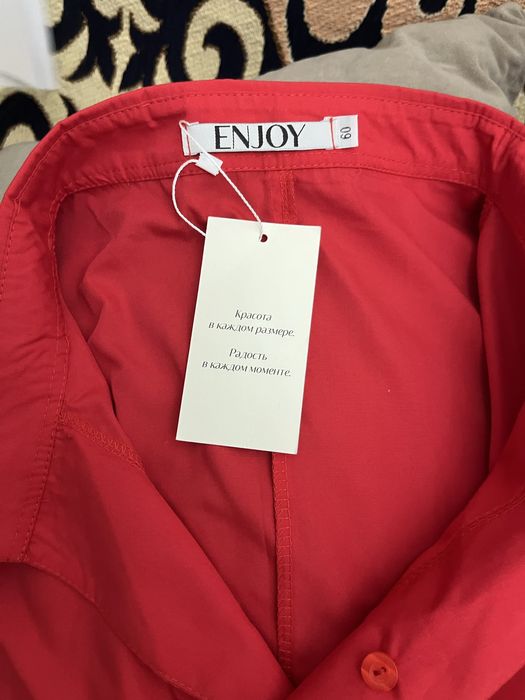 ENJOY
60
Красота
в каждом размере.
Радость
в каждом моменте.